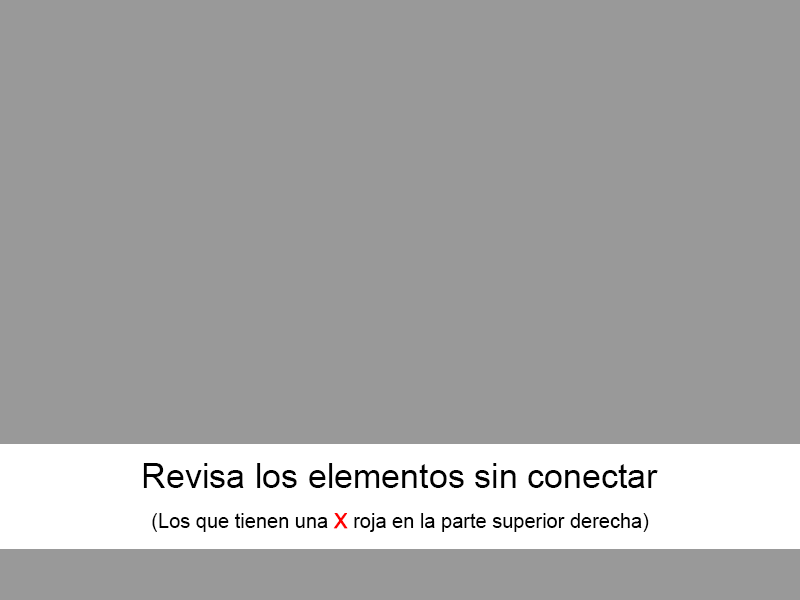 Revisa los elementos sin conectar
(Los que tienen una X roja en la parte superior derecha)